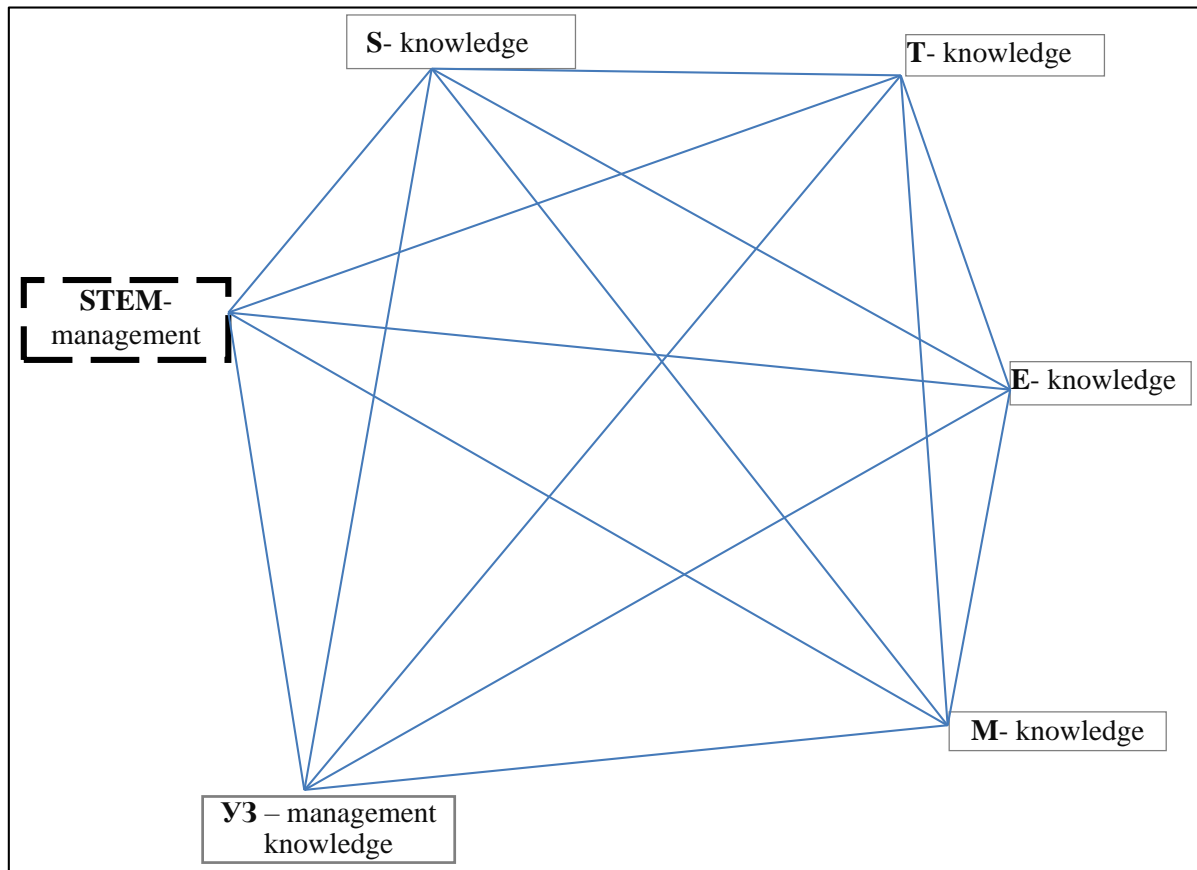 S- knowledge
T- knowledge
STEM-
management
E- knowledge
M- knowledge
УЗ – management
knowledge